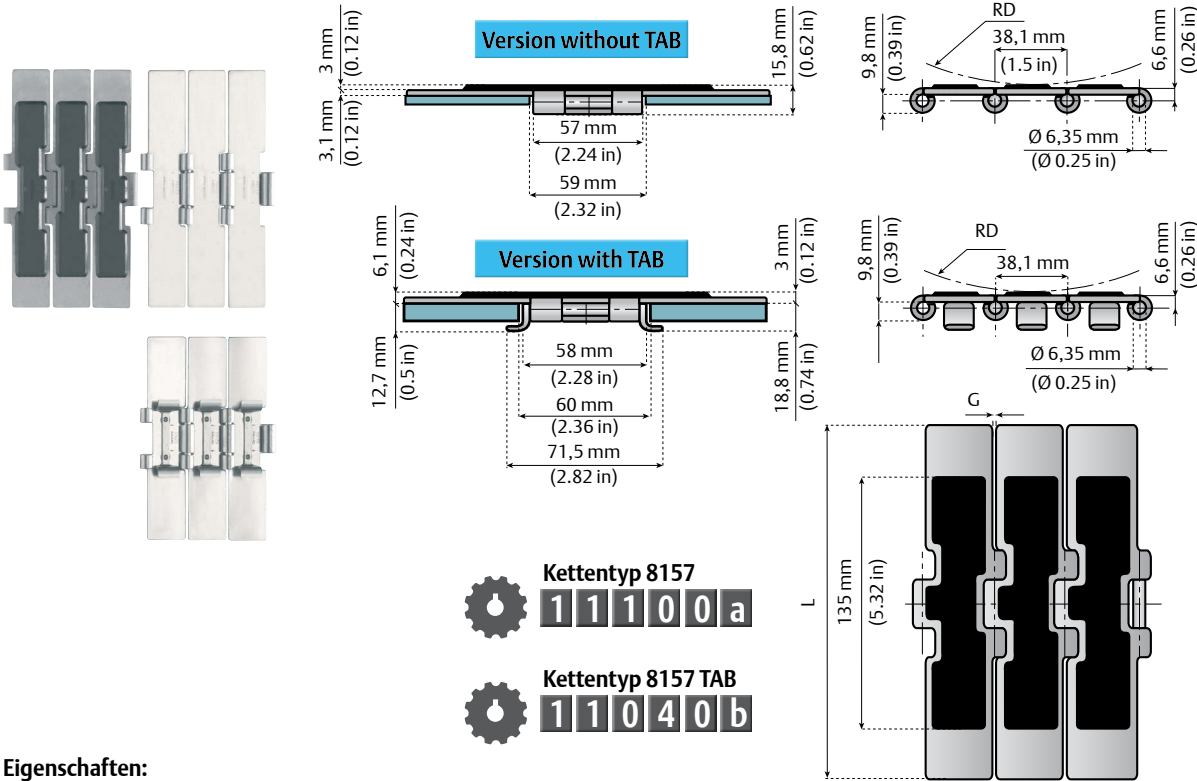 Version without TAB
3 mm
(0.12 in)
3,1 mm
(0.12 in)
15,8 mm
(0.62 in)
57 mm
(2.24 in)
59 mm
(2.32 in)
RD
38,1 mm
(1.5 in)
9,8 mm
(0.39 in)
6,6 mm
(0.26 in)
Ø 6,35 mm
(Ø 0.25 in)
Version with TAB
6,1 mm
(0.24 in)
3 mm
(0.12 in)
12,7 mm
(0.5 in)
18,8 mm
(0.74 in)
58 mm
(2.28 in)
60 mm
(2.36 in)
71,5 mm
(2.82 in)
RD
38,1 mm
9,8 mm
(0.39 in)
6,6 mm
(0.26 in)
Ø 6,35 mm
(Ø 0.25 in)
G
L
135 mm
(5.32 in)
Kettentyp 8157
11100a
Kettentyp 8157 TAB
11040b
Eigenschaften: